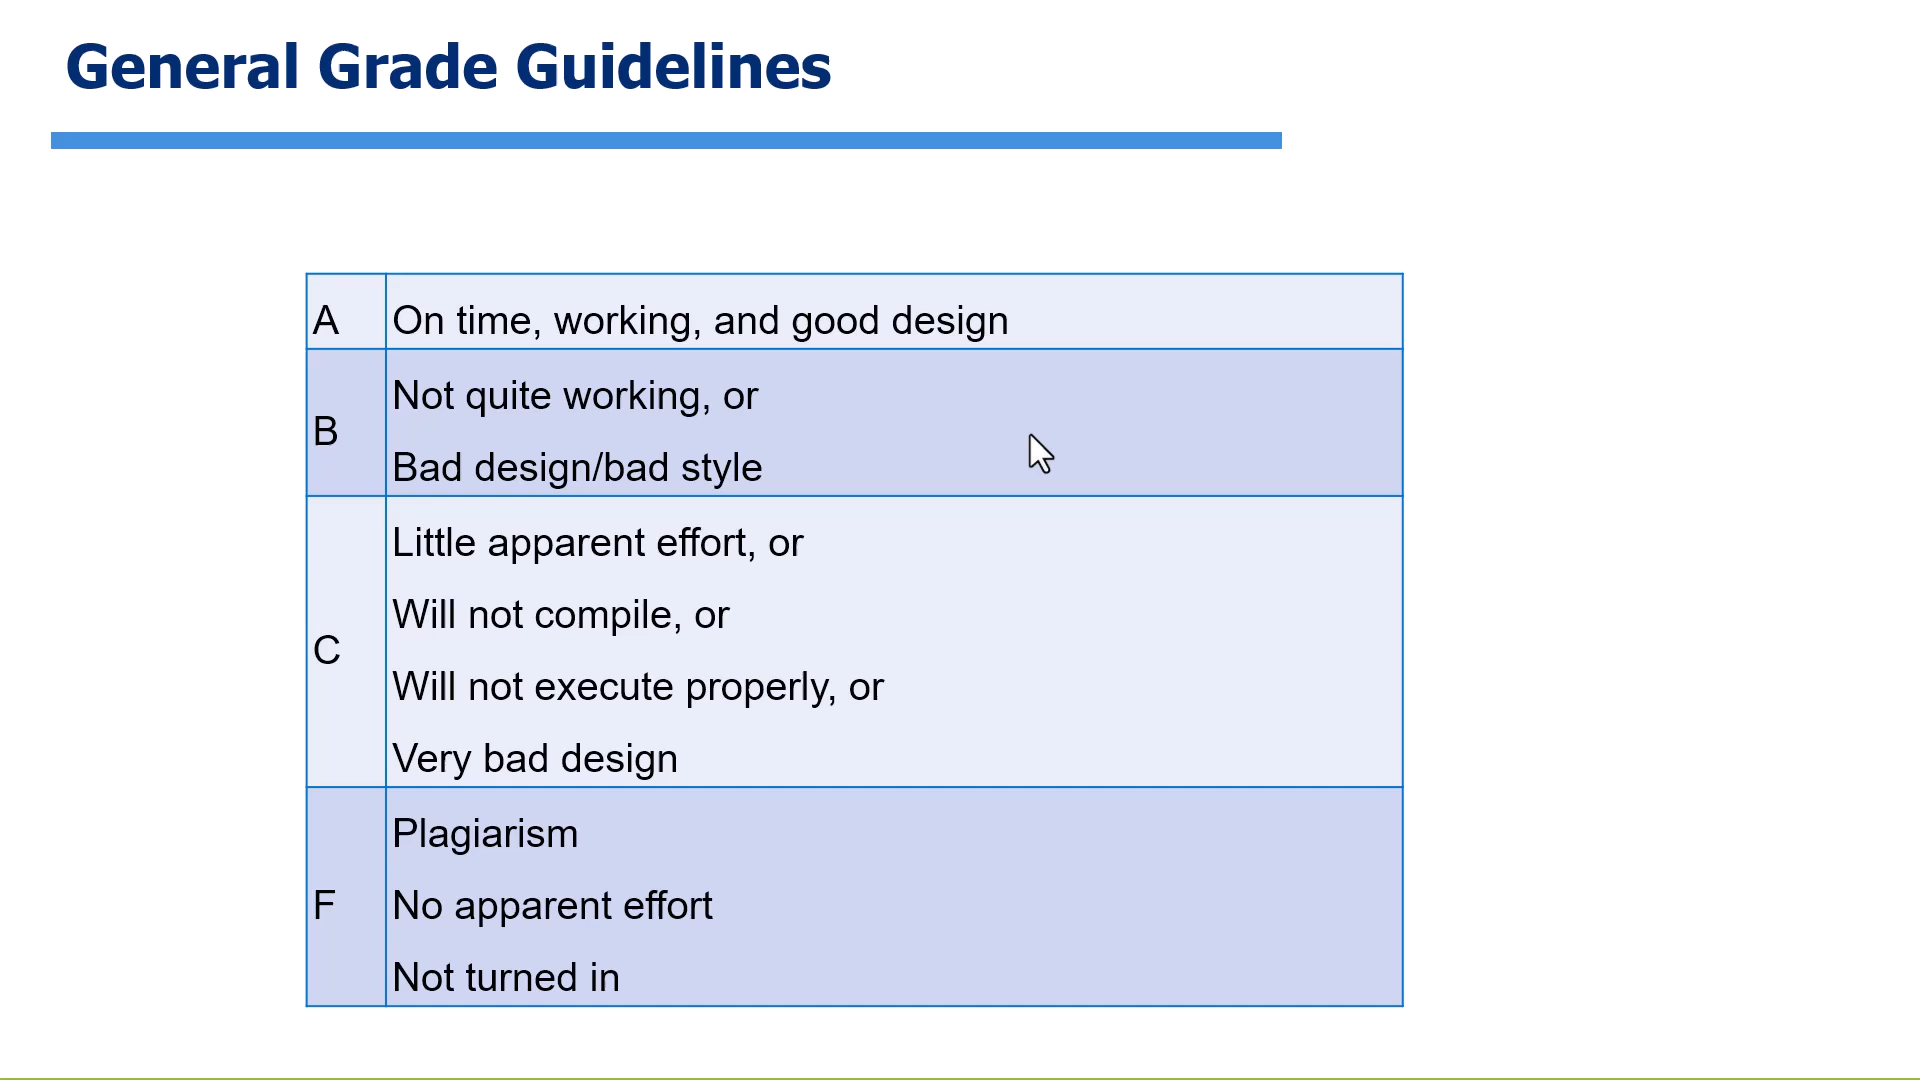 General Grade Guidelines
A
On time, working, and good design
B
Not quite working, or
Bad design/bad style
C
Little apparent effort, or
Will not compile, or
Will not execute properly, or
Very bad design
F
Plagiarism
No apparent effort
Not turned in